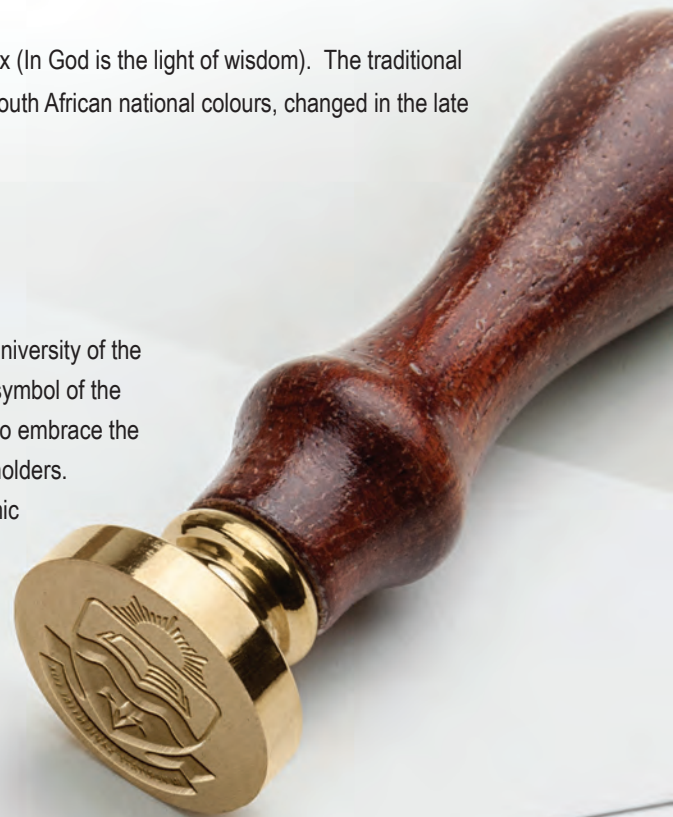 x (In God is the light of wisdom). The traditional
outh African national colours, changed in the late
niversity of the
symbol of the
o embrace the
holders.
nic